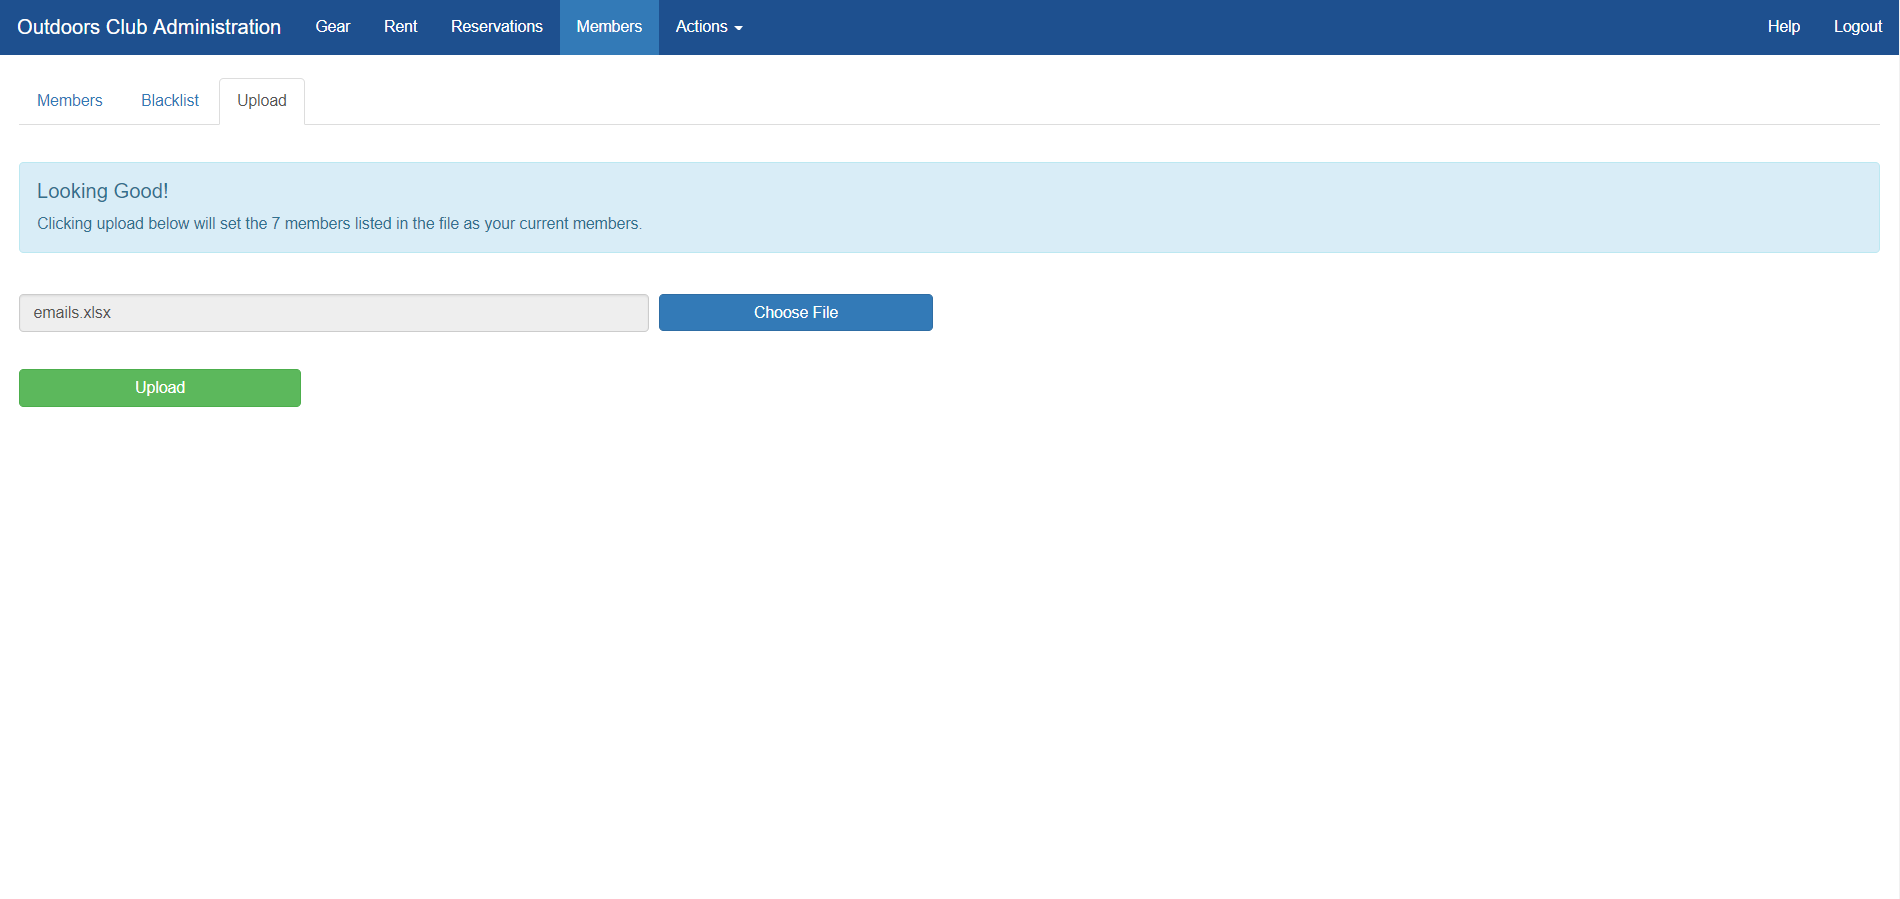 Outdoors Club Administration Gear Rent Reservations Members Actions Help Logout
Members Blacklist Upload
Looking Good!
Clicking upload below will set the 7 members listed in the file as your current members.
emails.xlsx Choose File
Upload